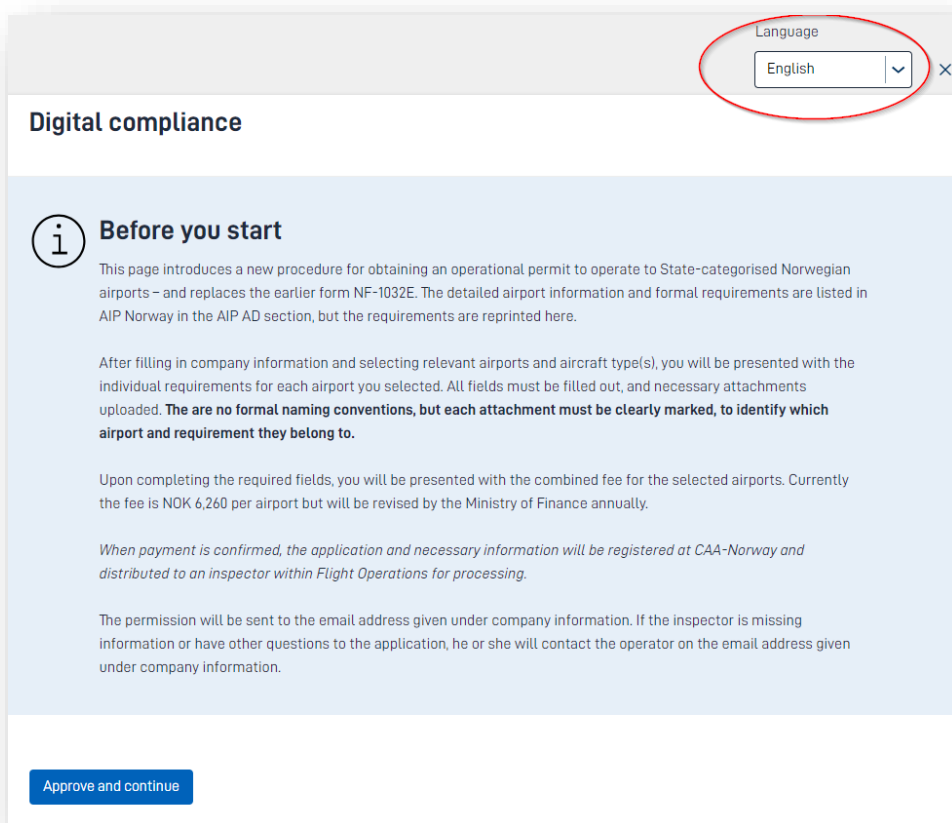 Language
English
Digital compliance
Before you start
This page introduces a new procedure for obtaining an operational permit to operate to State-categorised Norwegian
airports – and replaces the earlier form NF-1032E. The detailed airport information and formal requirements are listed in
AIP Norway in the AIP AD section, but the requirements are reprinted here.
After filling in company information and selecting relevant airports and aircraft type(s), you will be presented with the
individual requirements for each airport you selected. All fields must be filled out, and necessary attachments
uploaded. The are no formal naming conventions, but each attachment must be clearly marked, to identify which
airport and requirement they belong to.
Upon completing the required fields, you will be presented with the combined fee for the selected airports. Currently
the fee is NOK 6,260 per airport but will be revised by the Ministry of Finance annually.
When payment is confirmed, the application and necessary information will be registered at CAA-Norway and
distributed to an inspector within Flight Operations for processing.
The permission will be sent to the email address given under company information. If the inspector is missing
information or have other questions to the application, he or she will contact the operator on the email address given
under company information.
Approve and continue